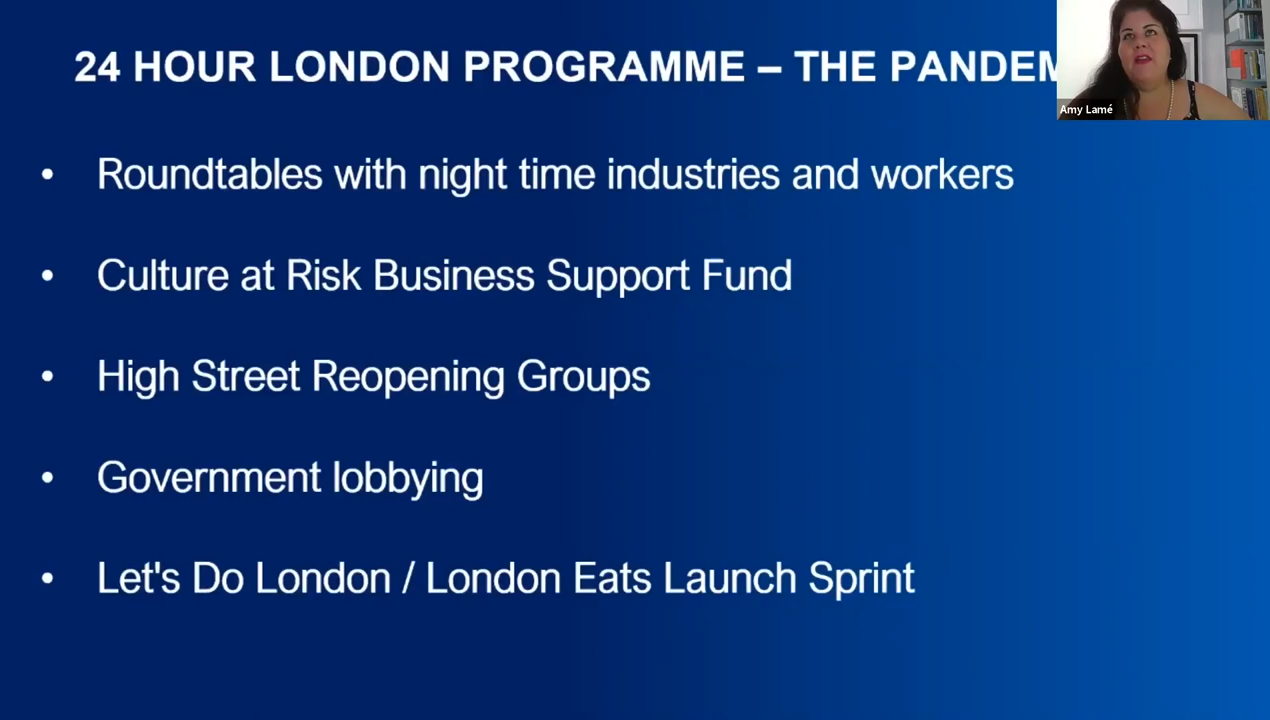 24 HOUR LONDON PROGRAMME – THE
Amy Lamé
• Roundtables with night time industries and workers
• Culture at Risk Business Support Fund
• High Street Reopening Groups
• Government lobbying
• Let's Do London / London Eats Launch Sprint